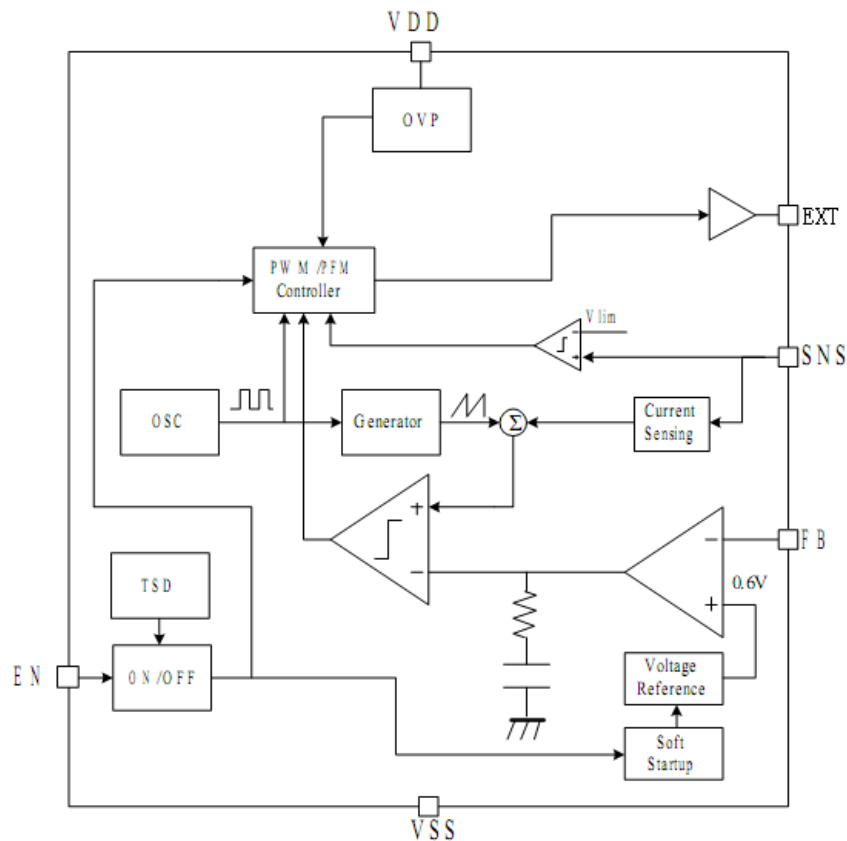 VDD
OVP
EXT
PWM/PFM
Controller
V lim
SNS
OSC
Generator
Σ
Current
Sensing
+
−
FB
−
0.6V
+
TSD
EN
ON/OFF
Voltage
Reference
Soft
Startup
VSS